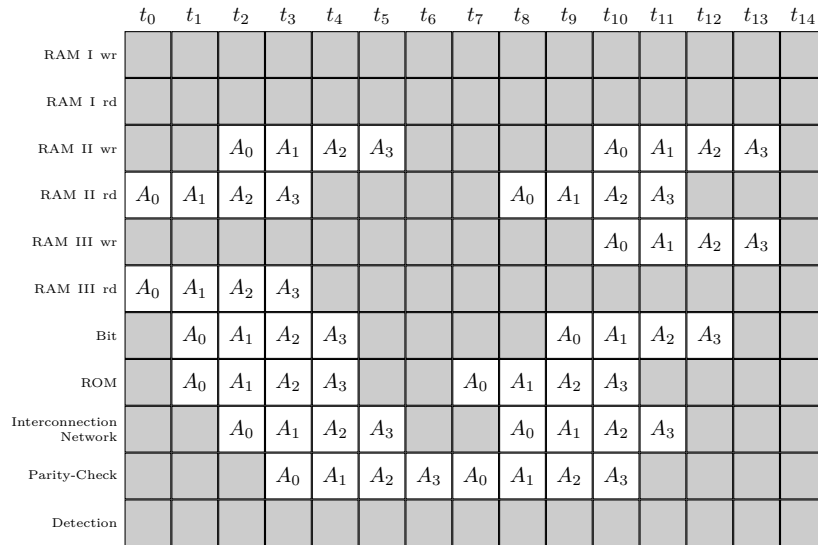 t₀ t₁ t₂ t₃ t₄ t₅ t₆ t₇ t₈ t₉ t₁₀ t₁₁ t₁₂ t₁₃ t₁₄
RAM I wr
RAM I rd
RAM II wr A₀ A₁ A₂ A₃ A₀ A₁ A₂ A₃
RAM II rd A₀ A₁ A₂ A₃ A₀ A₁ A₂ A₃
RAM III wr A₀ A₁ A₂ A₃
RAM III rd A₀ A₁ A₂ A₃
Bit A₀ A₁ A₂ A₃ A₀ A₁ A₂ A₃
ROM A₀ A₁ A₂ A₃ A₀ A₁ A₂ A₃
Interconnection
Network A₀ A₁ A₂ A₃ A₀ A₁ A₂ A₃
Parity-Check A₀ A₁ A₂ A₃ A₀ A₁ A₂ A₃
Detection